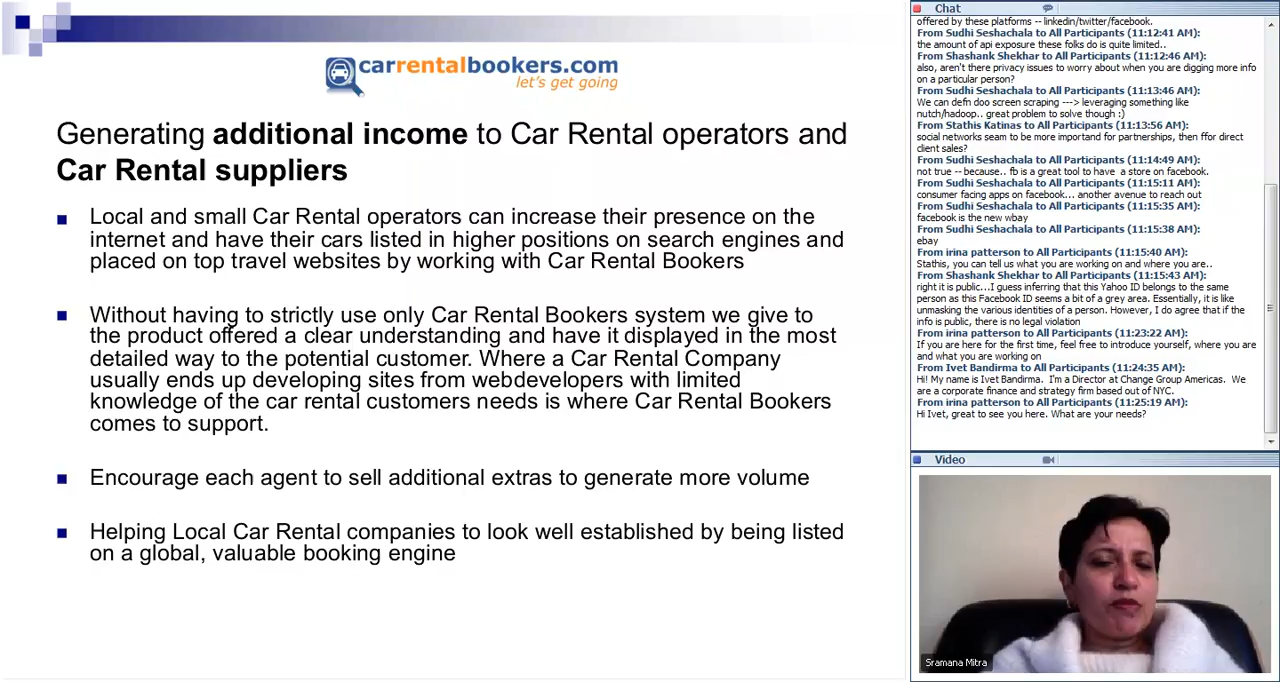 carrentalbookers.com
let's get going
Generating additional income to Car Rental operators and
Car Rental suppliers
Local and small Car Rental operators can increase their presence on the
internet and have their cars listed in higher positions on search engines and
placed on top travel websites by working with Car Rental Bookers
Without having to strictly use only Car Rental Bookers system we give to
the product offered a clear understanding and have it displayed in the most
detailed way to the potential customer. Where a Car Rental Company
usually ends up developing sites from webdevelopers with limited
knowledge of the car rental customers needs is where Car Rental Bookers
comes to support.
Encourage each agent to sell additional extras to generate more volume
Helping Local Car Rental companies to look well established by being listed
on a global, valuable booking engine
Chat
offered by these platforms -- linkedin/twitter/facebook.
From Sudhi Seshachala to All Participants (11:12:41 AM):
the amount of api exposure these folks do is quite limited..
From Shashank Shekhar to All Participants (11:12:46 AM):
also, aren't there privacy issues to worry about when you are digging more info
on a particular person?
From Sudhi Seshachala to All Participants (11:13:46 AM):
We can defn doo screen scraping ---> leveraging something like
nutch/hadoop.. great problem to solve though :)
From Stathis Katinas to All Participants (11:13:56 AM):
social networks seam to be more importand for partnerships, then ffor direct
client sales?
From Sudhi Seshachala to All Participants (11:14:49 AM):
not true -- because.. fb is a great tool to have a store on facebook.
From Sudhi Seshachala to All Participants (11:15:11 AM):
consumer facing apps on facebook... another avenue to reach out
From Sudhi Seshachala to All Participants (11:15:35 AM):
facebook is the new wbay
From Sudhi Seshachala to All Participants (11:15:38 AM):
ebay
From irina patterson to All Participants (11:15:40 AM):
Stathis, you can tell us what you are working on and where you are..
From Shashank Shekhar to All Participants (11:15:43 AM):
right it is public...I guess inferring that this Yahoo ID belongs to the same
person as this Facebook ID seems a bit of a grey area. Essentially, it is like
unmasking the various identities of a person. However, I do agree that if the
info is public, there is no legal violation
From irina patterson to All Participants (11:23:22 AM):
If you are here for the first time, feel free to introduce yourself, where you are
and what you are working on
From Ivet Bandirma to All Participants (11:24:35 AM):
Hi! My name is Ivet Bandirma. I'm a Director at Change Group Americas. We
are a corporate finance and strategy firm based out of NYC.
From irina patterson to All Participants (11:25:19 AM):
Hi Ivet, great to see you here. What are your needs?
Video
Sramana Mitra